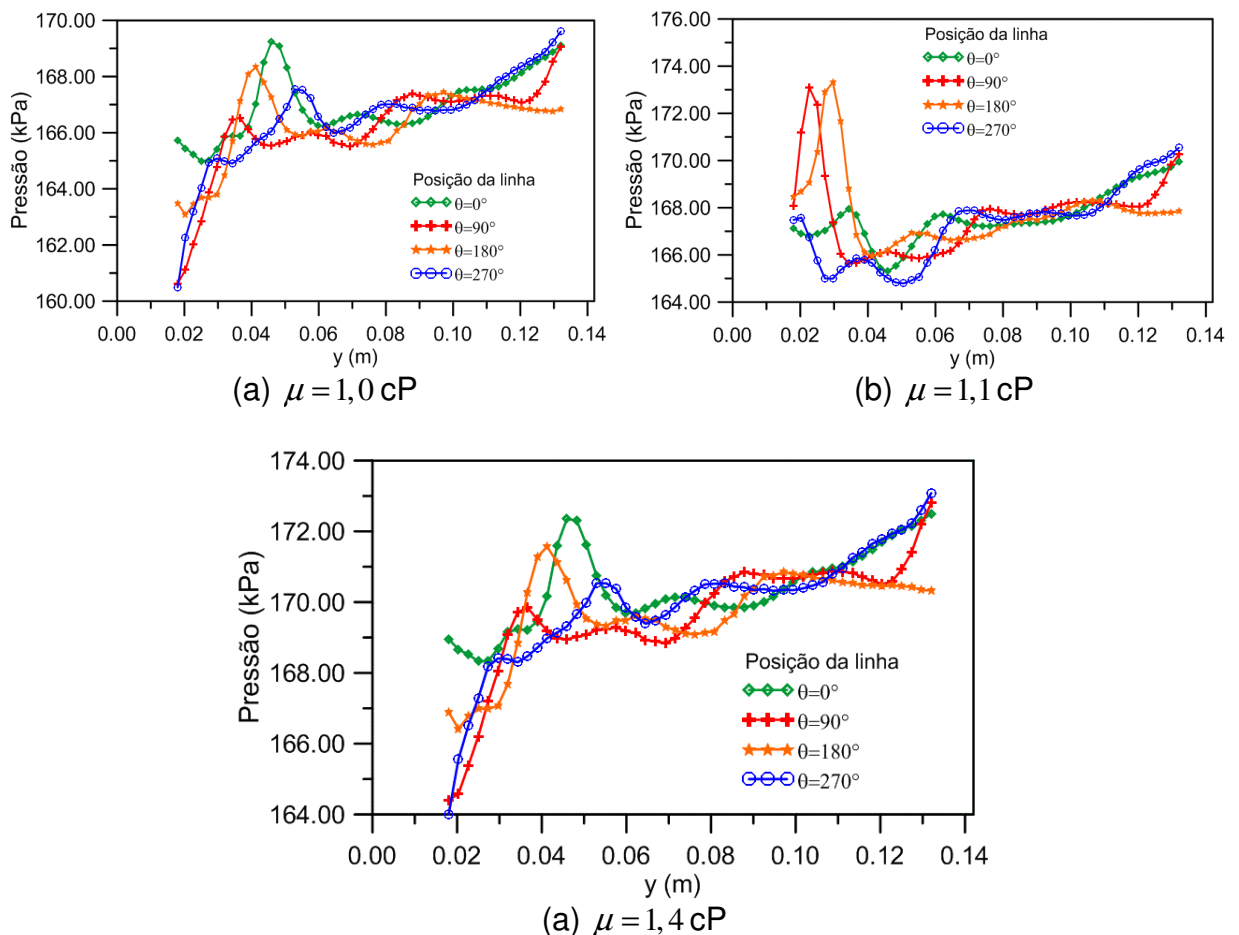 170.00
168.00
166.00
164.00
162.00
160.00
Pressão (kPa)
0.00 0.02 0.04 0.06 0.08 0.10 0.12 0.14
y (m)
Posição da linha
θ=0°
θ=90°
θ=180°
θ=270°
(a) μ = 1,0 cP
176.00
174.00
172.00
170.00
168.00
166.00
164.00
Pressão (kPa)
0.00 0.02 0.04 0.06 0.08 0.10 0.12 0.14
y (m)
Posição da linha
θ=0°
θ=90°
θ=180°
θ=270°
(b) μ = 1,1 cP
174.00
172.00
170.00
168.00
166.00
164.00
Pressão (kPa)
0.00 0.02 0.04 0.06 0.08 0.10 0.12 0.14
y (m)
Posição da linha
θ=0°
θ=90°
θ=180°
θ=270°
(a) μ = 1,4 cP